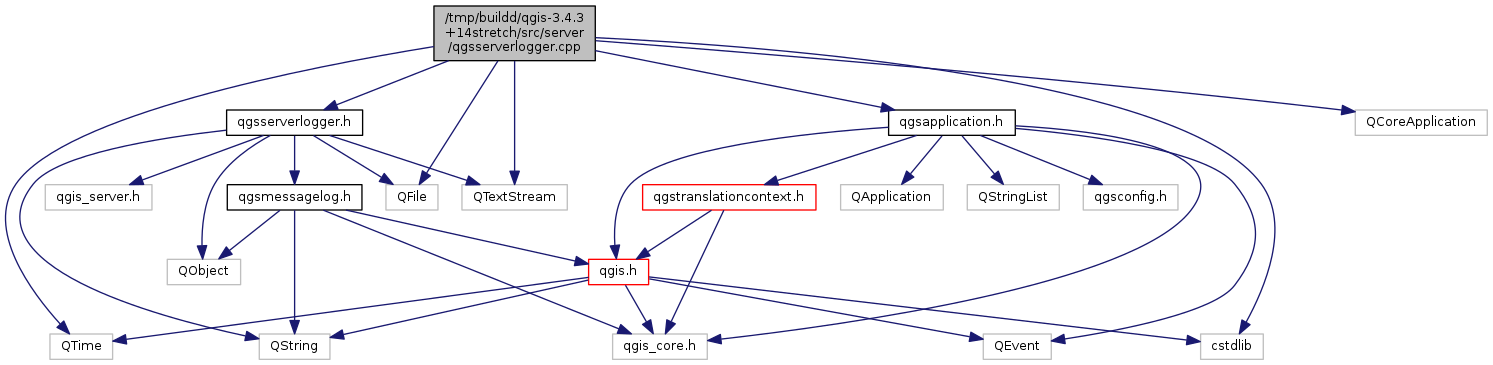 /tmp/buildd/qgis-3.4.3
+14stretch/src/server
/qgsserverlogger.cpp
qgsserverlogger.h
qgsapplication.h
QCoreApplication
qgis_server.h
qgsmessagelog.h
QFile
QTextStream
qgstranslationcontext.h
QApplication
QStringList
qgsconfig.h
QObject
qgis.h
QTime
QString
qgis_core.h
QEvent
cstdlib